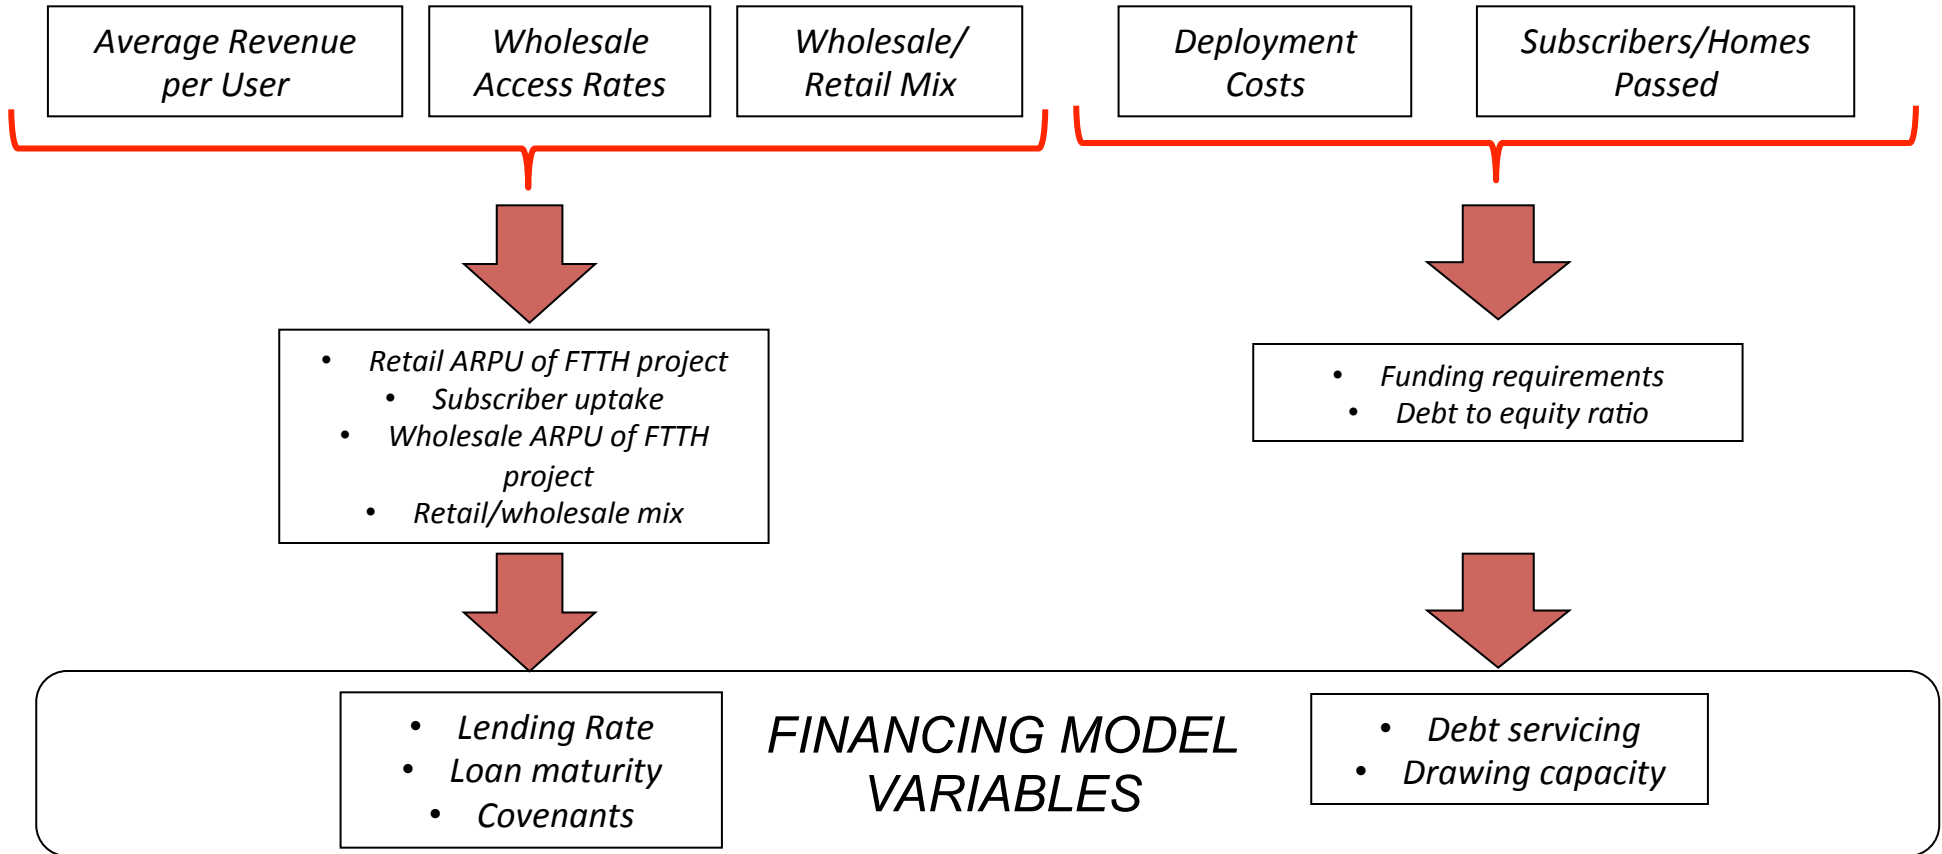 Average Revenue
per User
Wholesale
Access Rates
Wholesale/
Retail Mix
Deployment
Costs
Subscribers/Homes
Passed
• Retail ARPU of FTTH project
• Subscriber uptake
• Wholesale ARPU of FTTH
project
• Retail/wholesale mix
• Funding requirements
• Debt to equity ratio
• Lending Rate
• Loan maturity
• Covenants
FINANCING MODEL
VARIABLES
• Debt servicing
• Drawing capacity